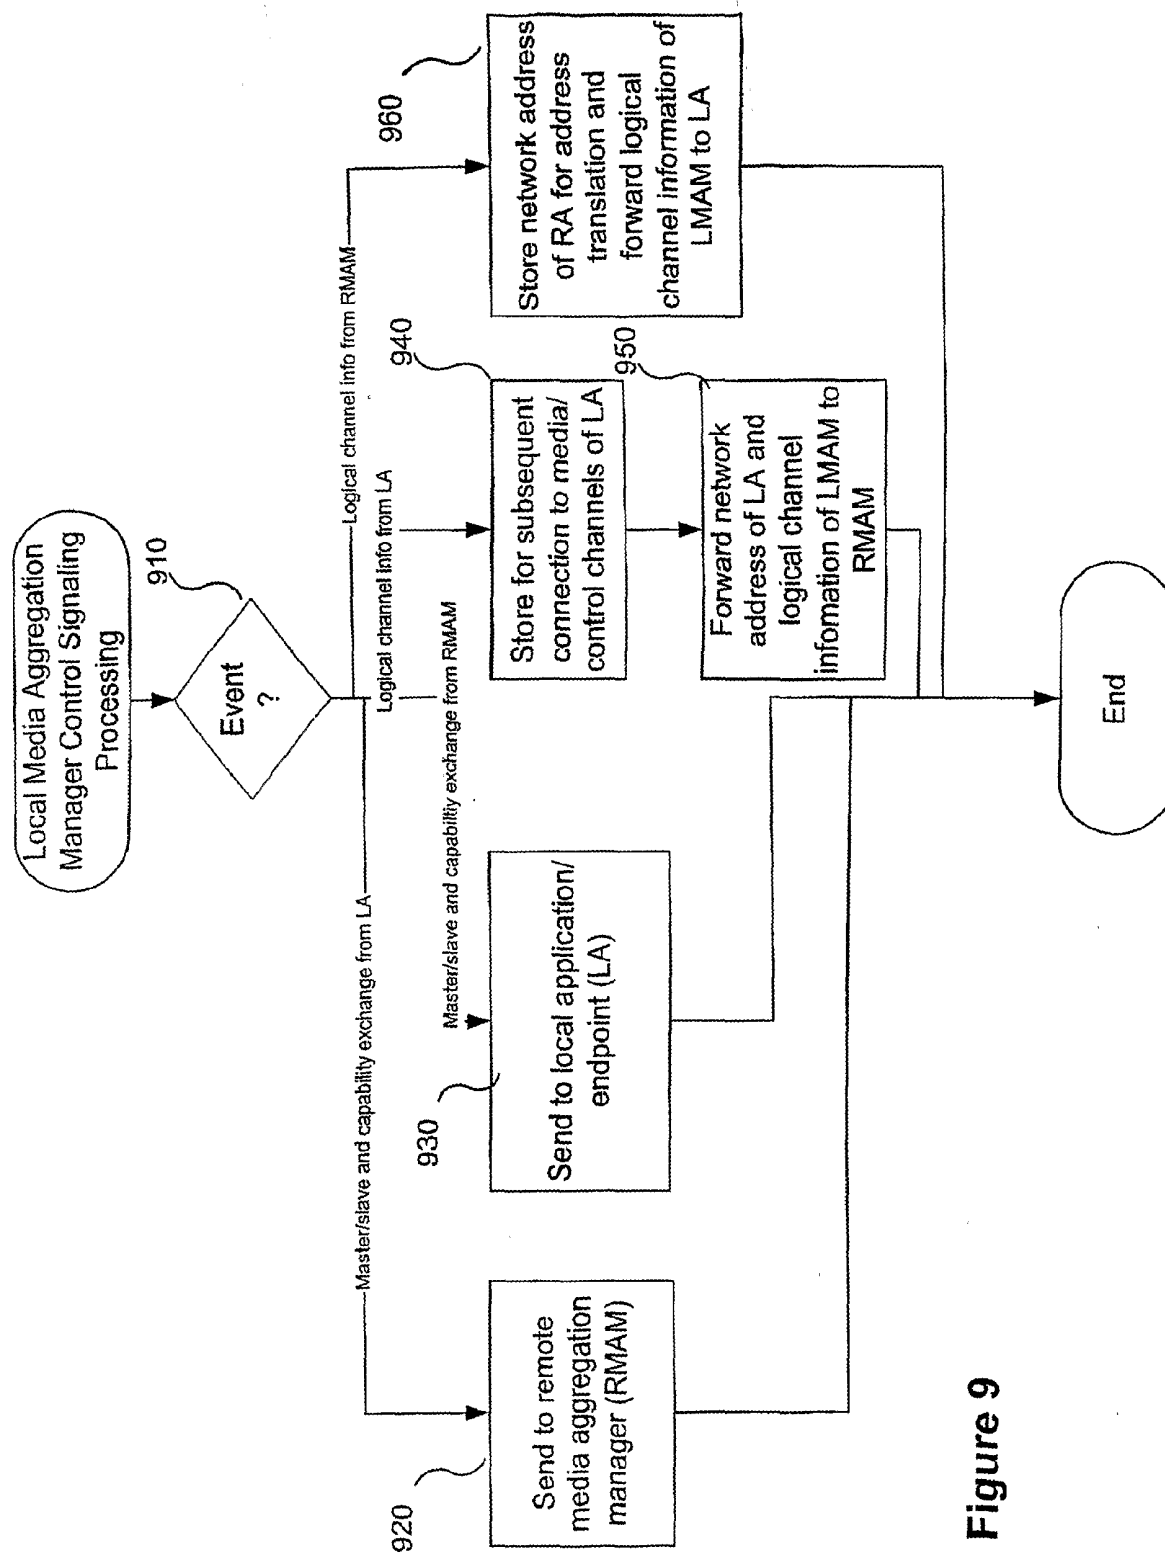 Local Media Aggregation
Manager Control Signaling
Processing
910
Event
?
Master/slave and capability exchange from LA
Master/slave and capabiltiy exchange from RMAM
Logical channel info from LA
Logical channel info from RMAM
920
Send to remote
media aggregation
manager (RMAM)
930
Send to local application/
endpoint (LA)
940
Store for subsequent
connection to media/
control channels of LA
950
Forward network
address of LA and
logical channel
infomation of LMAM to
RMAM
960
Store network address
of RA for address
translation and
forward logical
channel information of
LMAM to LA
End
Figure 9